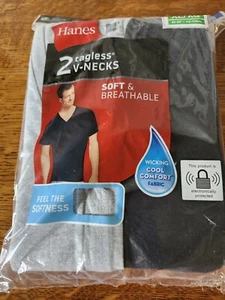 Hanes
2 tagless®
V-NECKS
SOFT &
BREATHABLE
WICKING
COOL
COMFORT
FABRIC
This product is
electronically
protected
FEEL THE
SOFTNESS